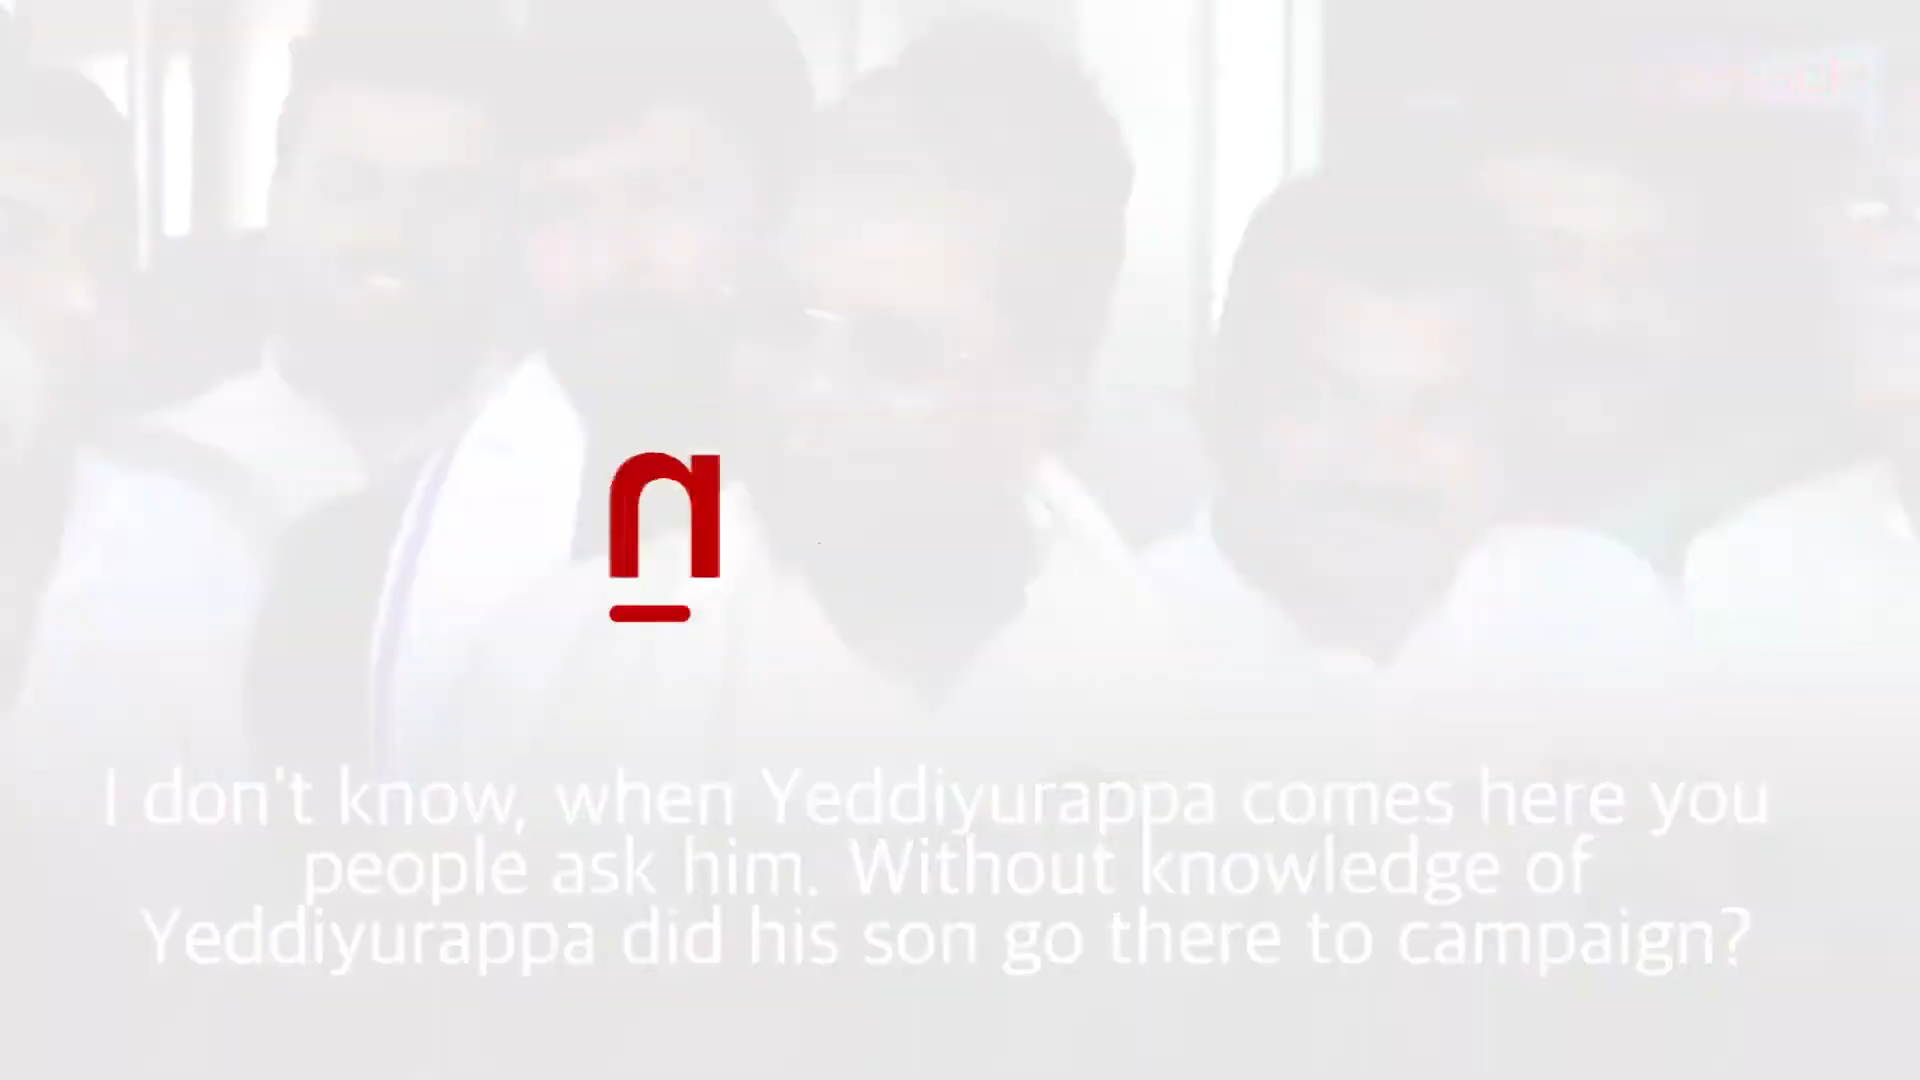 n
I don't know, when Yeddiyurappa comes here you
people ask him. Without knowledge of
Yeddiyurappa did his son go there to campaign?